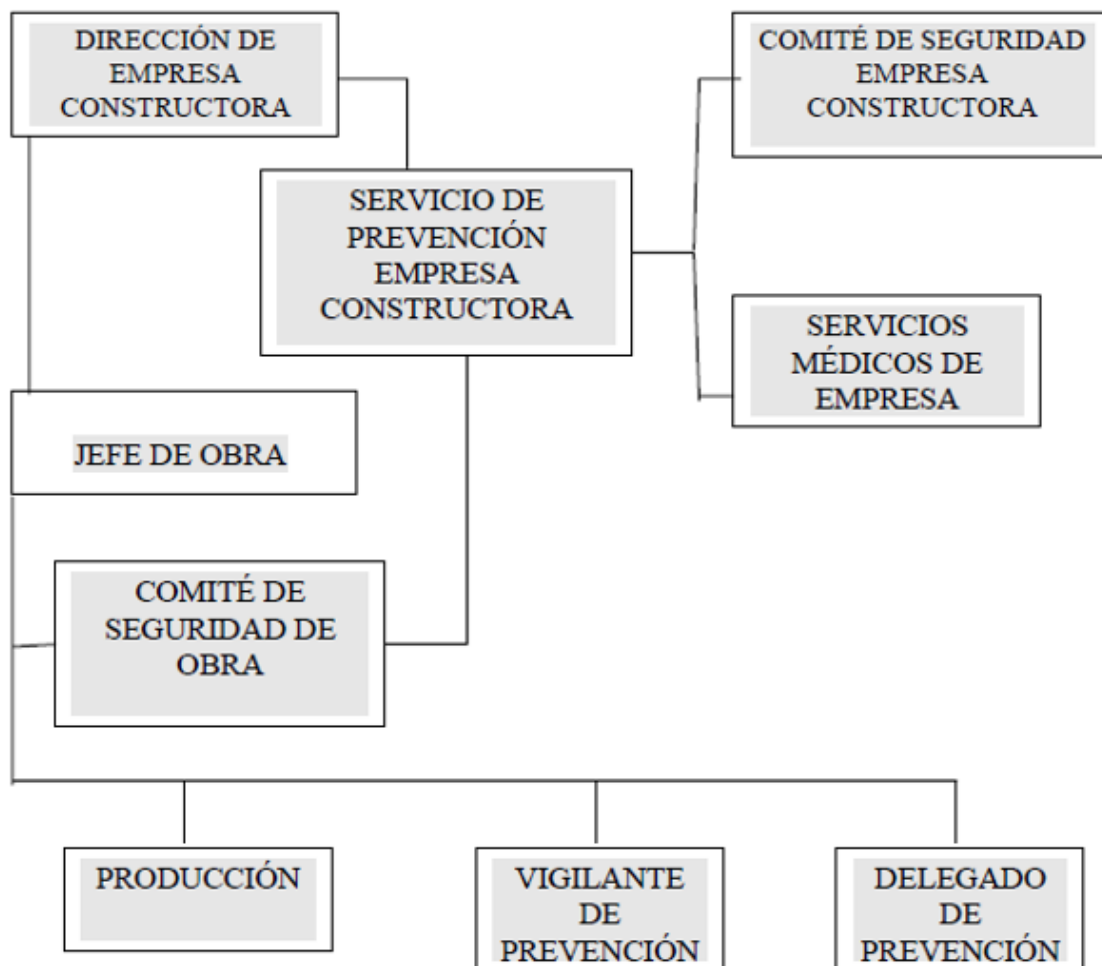 DIRECCIÓN DE
EMPRESA
CONSTRUCTORA
COMITÉ DE SEGURIDAD
EMPRESA
CONSTRUCTORA
SERVICIO DE
PREVENCIÓN
EMPRESA
CONSTRUCTORA
SERVICIOS
MÉDICOS DE
EMPRESA
JEFE DE OBRA
COMITÉ DE
SEGURIDAD DE
OBRA
PRODUCCIÓN
VIGILANTE
DE
PREVENCIÓN
DELEGADO
DE
PREVENCIÓN